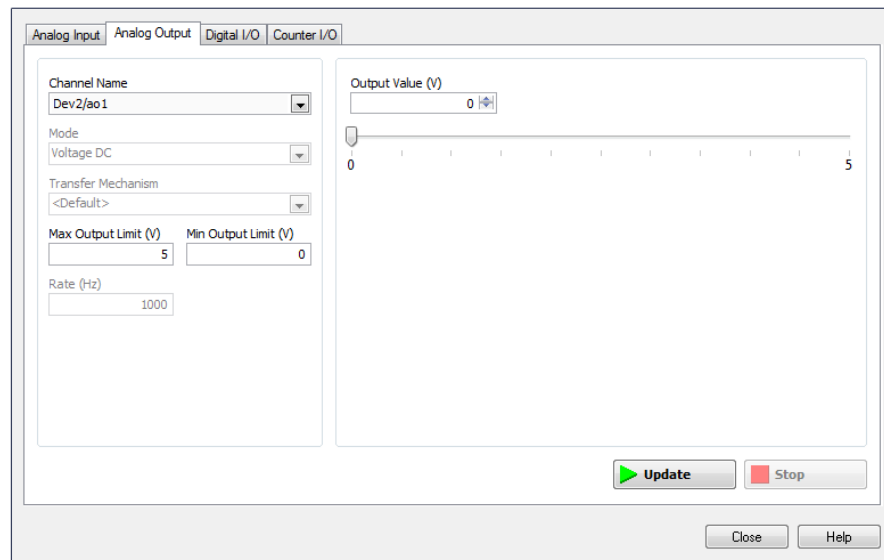 Analog Input Analog Output Digital I/O Counter I/O
Channel Name
Dev2/ao1
Mode
Voltage DC
Transfer Mechanism
<Default>
Max Output Limit (V) Min Output Limit (V)
5 0
Rate (Hz)
1000
Output Value (V)
0
0 5
Update Stop
Close Help